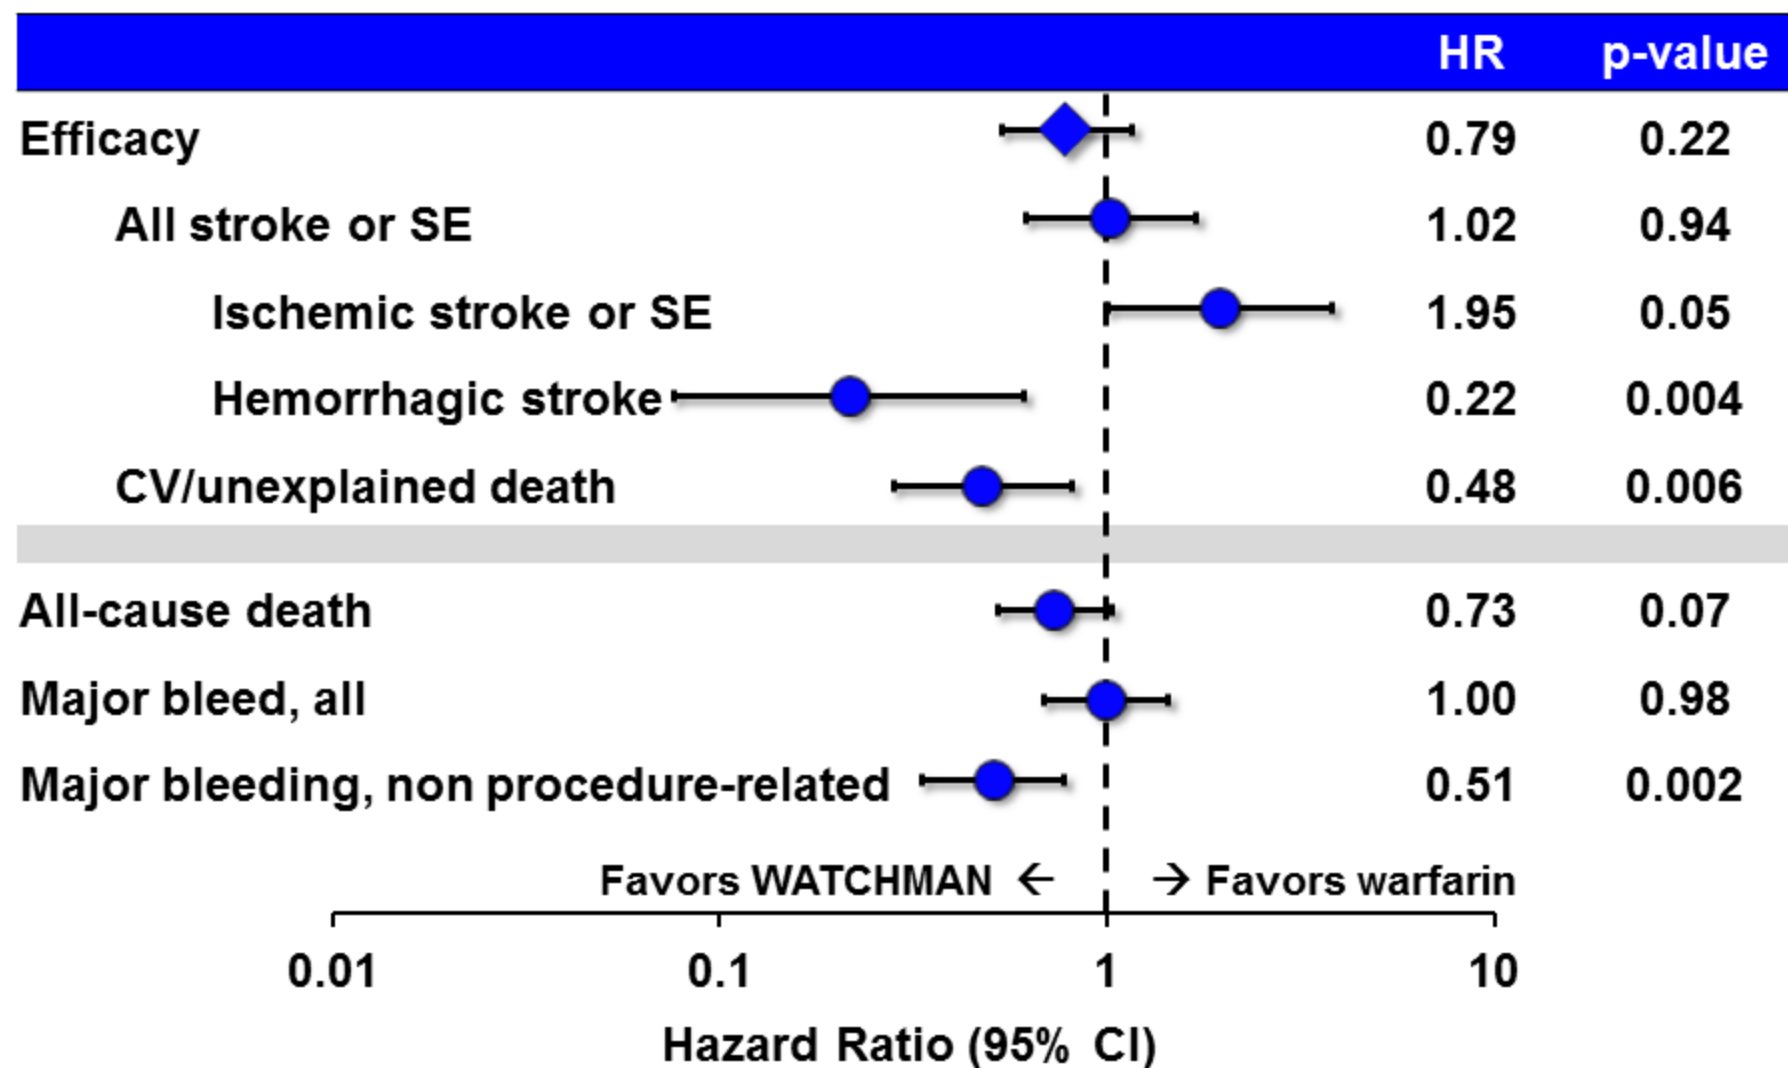 HR p-value
Efficacy 0.79 0.22
All stroke or SE 1.02 0.94
Ischemic stroke or SE 1.95 0.05
Hemorrhagic stroke 0.22 0.004
CV/unexplained death 0.48 0.006
All-cause death 0.73 0.07
Major bleed, all 1.00 0.98
Major bleeding, non procedure-related 0.51 0.002
Favors WATCHMAN ← → Favors warfarin
0.01 0.1 1 10
Hazard Ratio (95% CI)